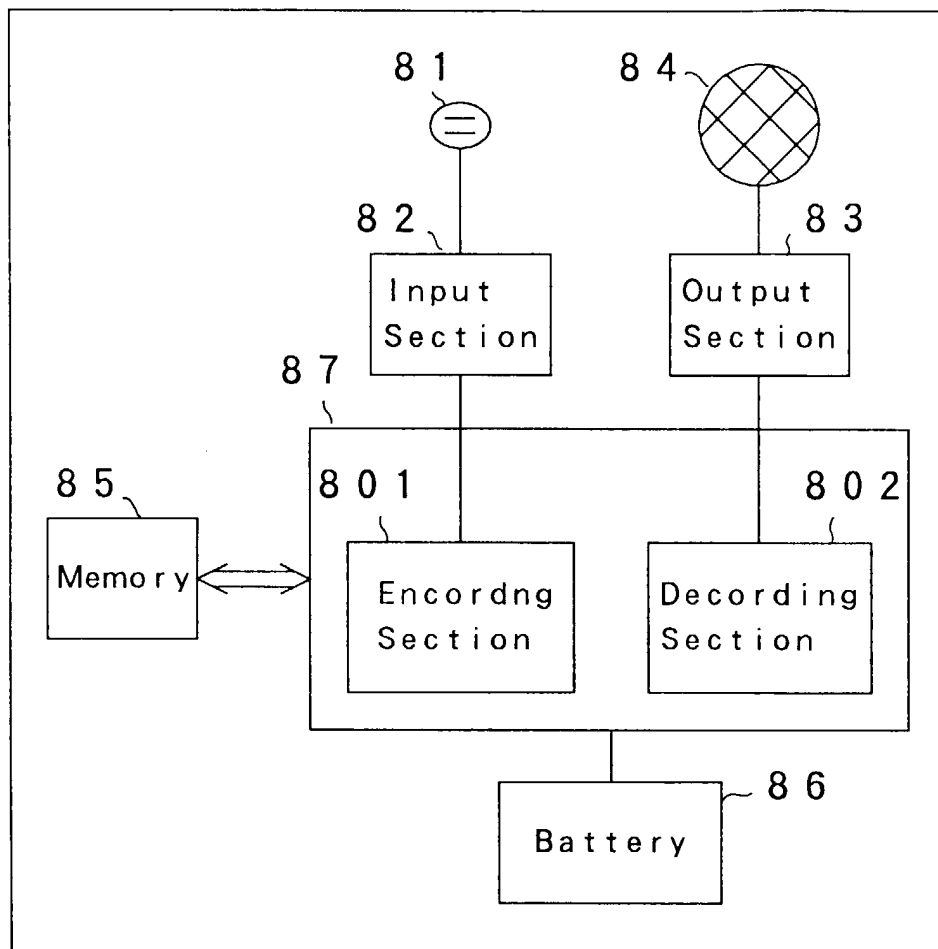 81
84
82
83
Input
Section
Output
Section
87
85
801
802
Memory
Encordng
Section
Decording
Section
86
Battery